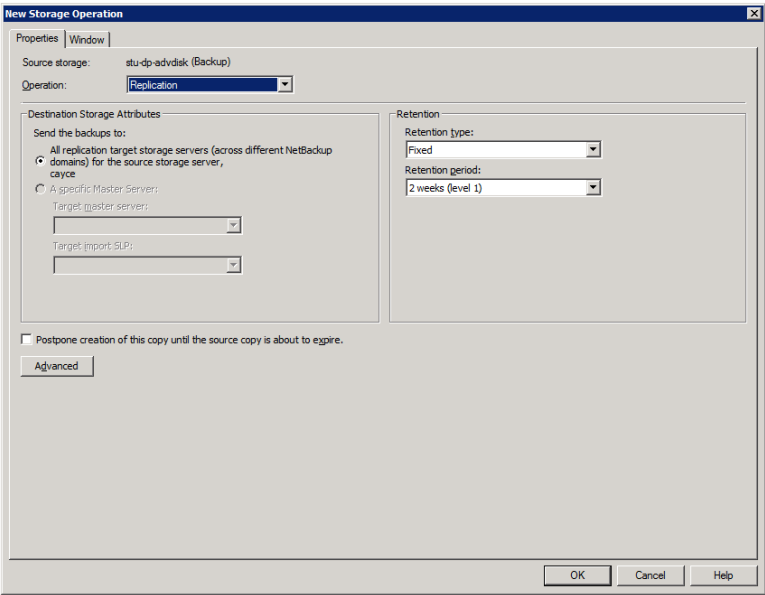 New Storage Operation
Properties
Window
Source storage: stu-dp-advdisk (Backup)
Operation: Replication
Destination Storage Attributes
Send the backups to:
All replication target storage servers (across different NetBackup
domains) for the source storage server,
cayce
A specific Master Server:
Target master server:
Target import SLP:
Retention
Retention type:
Fixed
Retention period:
2 weeks (level 1)
Postpone creation of this copy until the source copy is about to expire.
Advanced
OK
Cancel
Help